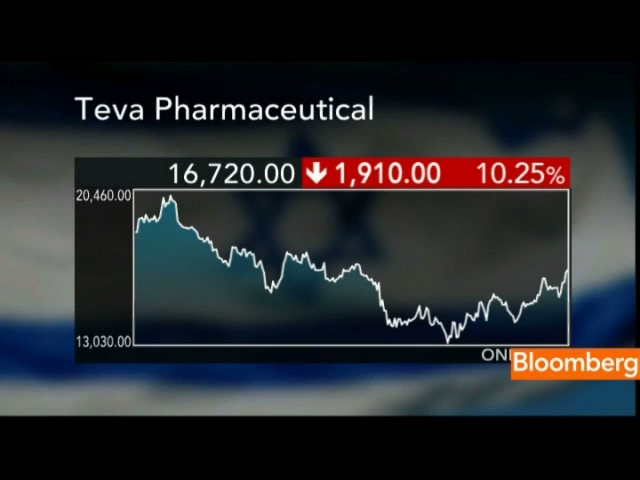 Teva Pharmaceutical
16,720.00 ↓ 1,910.00 10.25%
20,460.00
13,030.00
Bloomberg